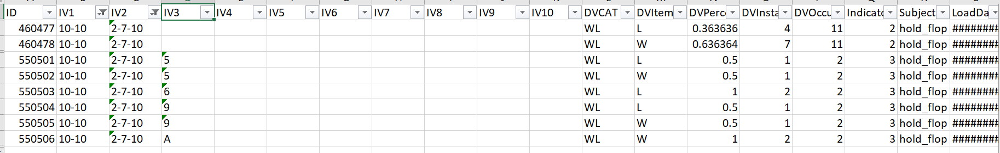 ID IV1 IV2 IV3 IV4 IV5 IV6 IV7 IV8 IV9 IV10 DVCAT DVItem DVPerc DVInsta DVOccu Indicato Subject LoadDa
460477 10-10 2-7-10 WL L 0.363636 4 11 2 hold_flop ########
460478 10-10 2-7-10 WL W 0.636364 7 11 2 hold_flop ########
550501 10-10 2-7-10 5 WL L 0.5 1 2 3 hold_flop ########
550502 10-10 2-7-10 5 WL W 0.5 1 2 3 hold_flop ########
550503 10-10 2-7-10 6 WL L 1 2 2 3 hold_flop ########
550504 10-10 2-7-10 9 WL L 0.5 1 2 3 hold_flop ########
550505 10-10 2-7-10 9 WL W 0.5 1 2 3 hold_flop ########
550506 10-10 2-7-10 A WL W 1 2 2 3 hold_flop ########